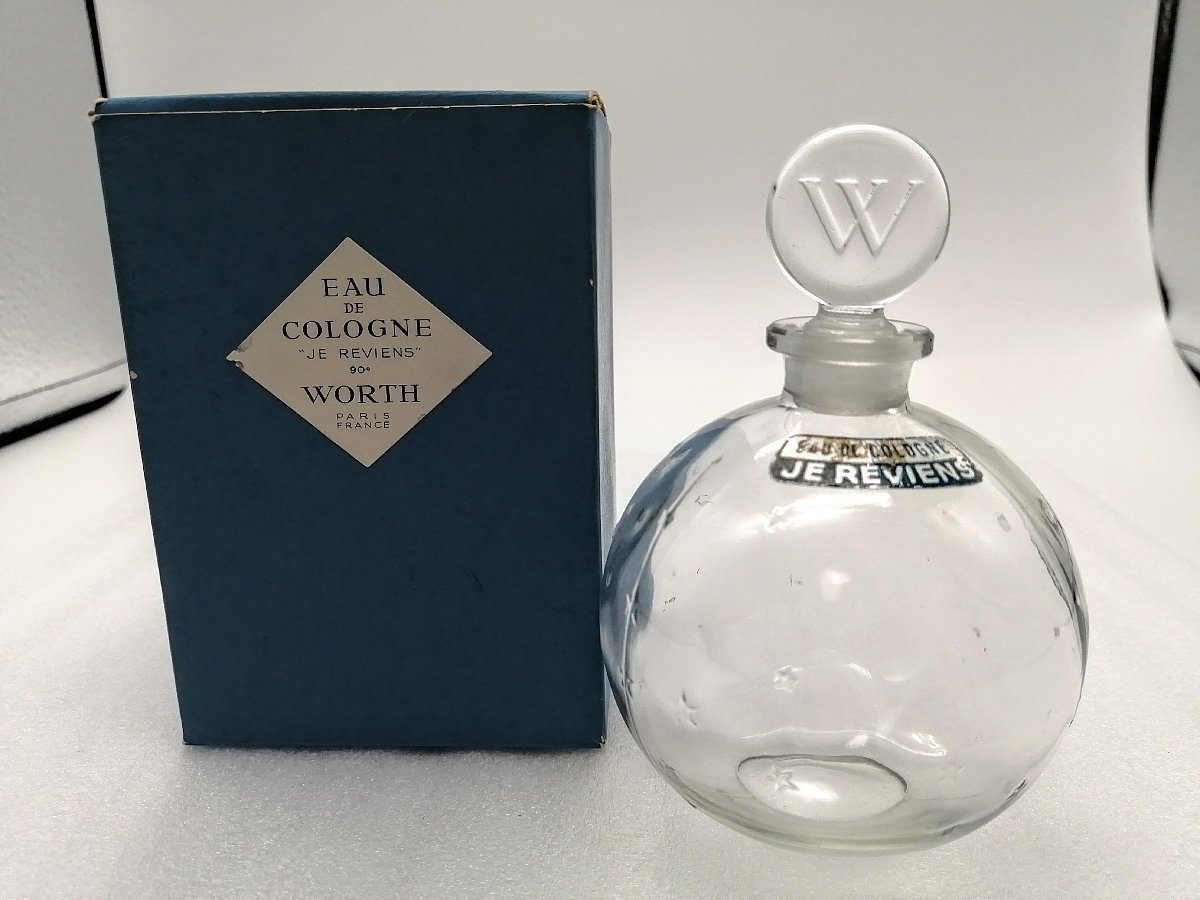 EAU
DE
COLOGNE
"JE REVIENS"
90°
WORTH
PARIS
FRANCE
W
EAU DE COLOGNE
JE REVIENS